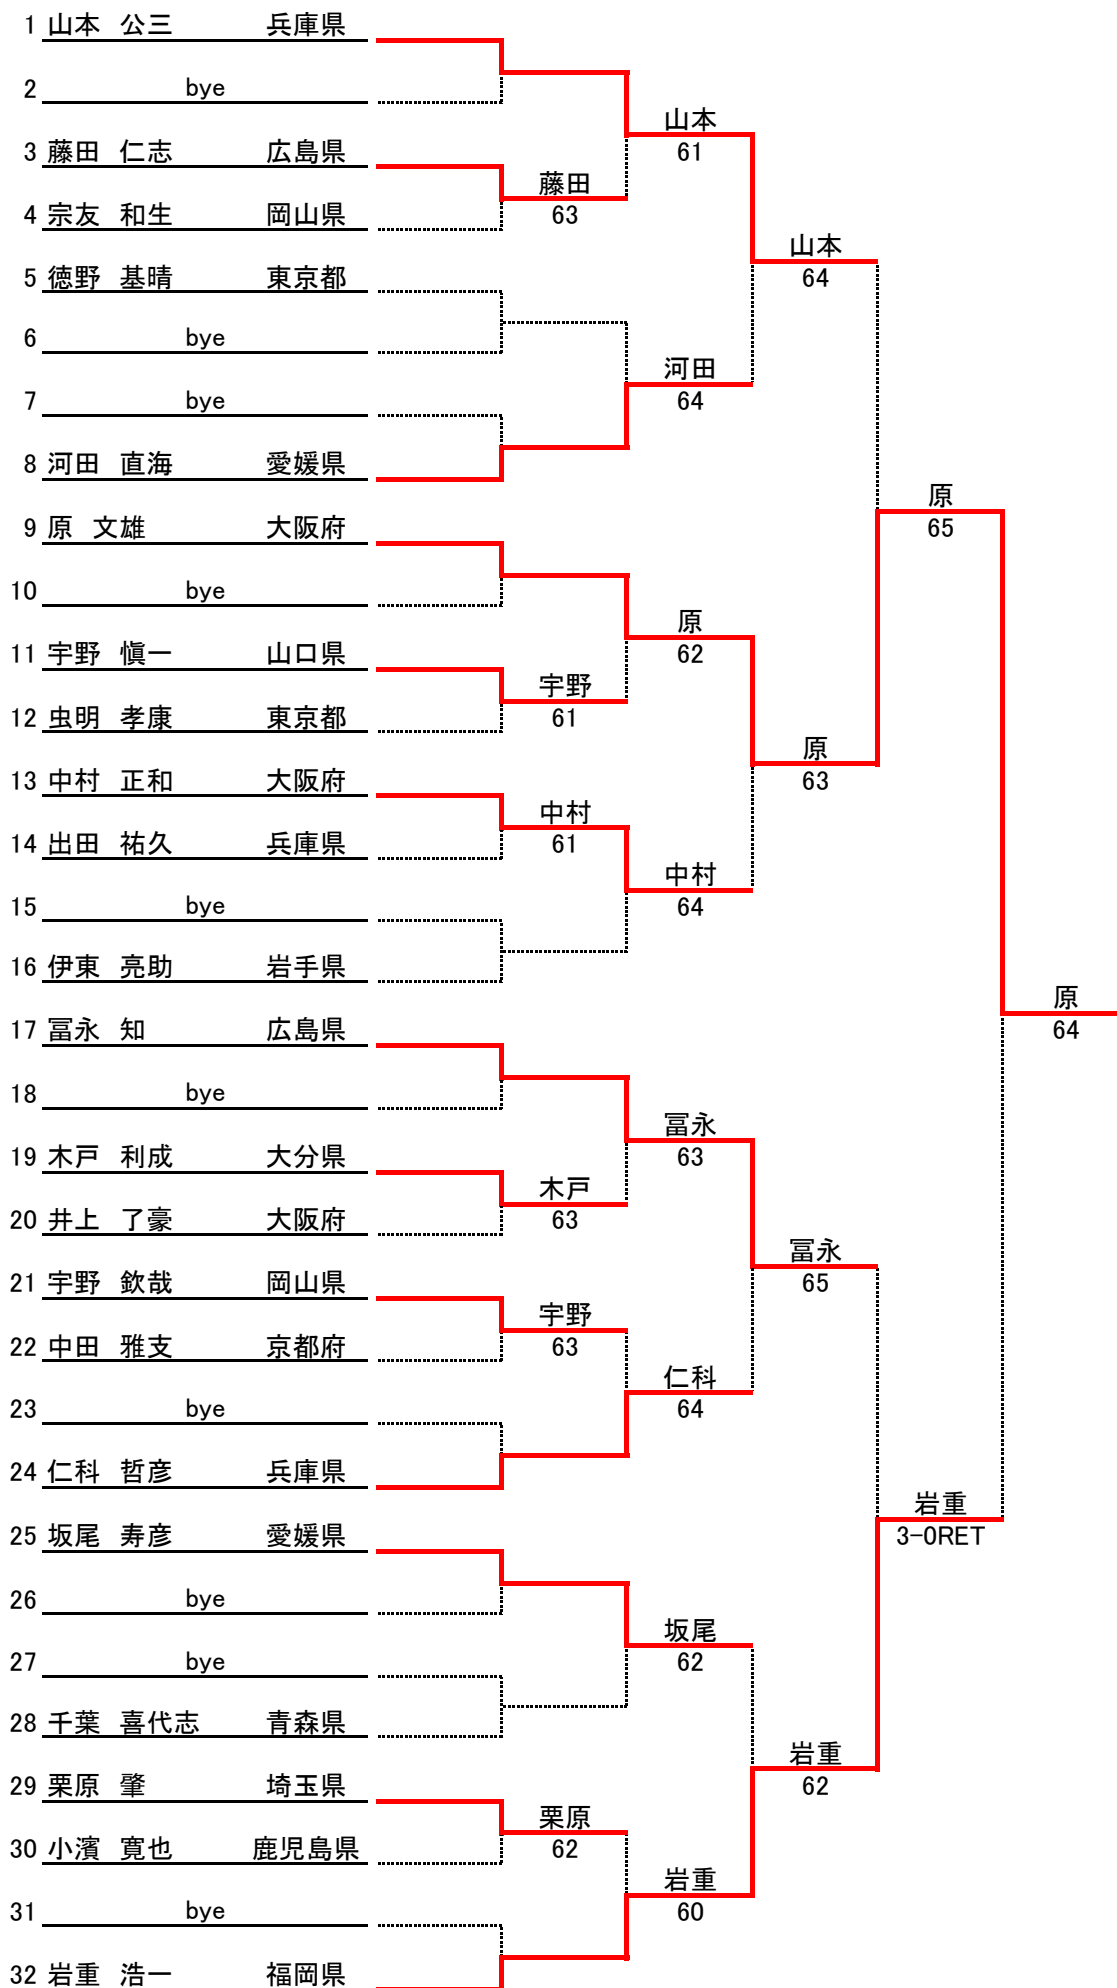 1 山本 公三 兵庫県
2 bye
山本
61
3 藤田 仁志 広島県
藤田
63
4 宗友 和生 岡山県
山本
64
5 徳野 基晴 東京都
6 bye
河田
64
7 bye
8 河田 直海 愛媛県
原
65
9 原 文雄 大阪府
10 bye
原
62
11 宇野 愼一 山口県
宇野
61
12 虫明 孝康 東京都
原
63
13 中村 正和 大阪府
中村
61
14 出田 祐久 兵庫県
中村
64
15 bye
16 伊東 亮助 岩手県
原
64
17 冨永 知 広島県
18 bye
冨永
63
19 木戸 利成 大分県
木戸
63
20 井上 了豪 大阪府
冨永
65
21 宇野 欽哉 岡山県
宇野
63
22 中田 雅支 京都府
仁科
64
23 bye
24 仁科 哲彦 兵庫県
岩重
3-0RET
25 坂尾 寿彦 愛媛県
26 bye
坂尾
62
27 bye
28 千葉 喜代志 青森県
岩重
62
29 栗原 肇 埼玉県
栗原
62
30 小濱 寛也 鹿児島県
岩重
60
31 bye
32 岩重 浩一 福岡県